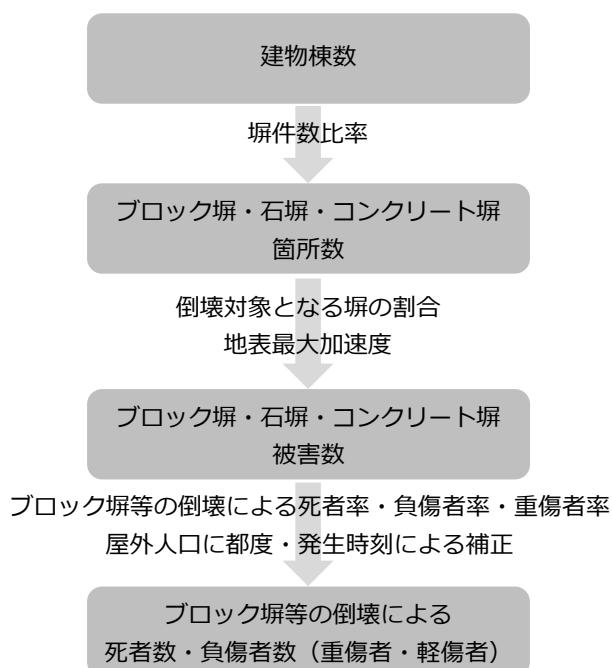 建物棟数
塀件数比率
ブロック塀・石塀・コンクリート塀
箇所数
倒壊対象となる塀の割合
地表最大加速度
ブロック塀・石塀・コンクリート塀
被害数
ブロック塀等の倒壊による死者率・負傷者率・重傷者率
屋外人口に都度・発生時刻による補正
ブロック塀等の倒壊による
死者数・負傷者数（重傷者・軽傷者）